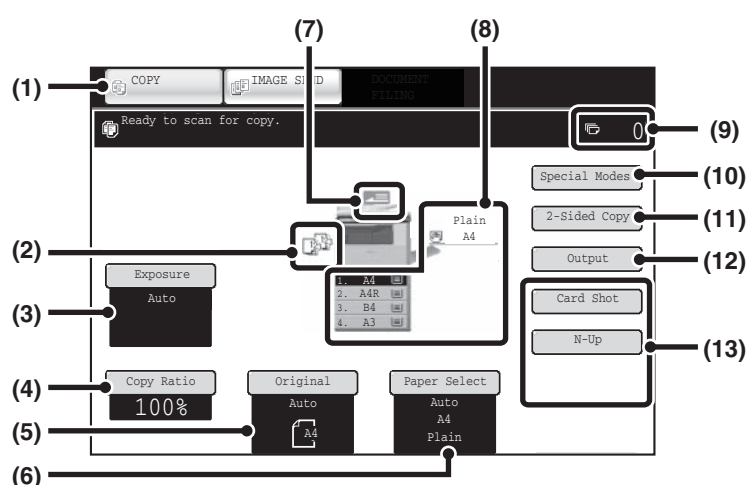 (7) (8)
(1) COPY IMAGE SEND DOCUMENT
FILING
Ready to scan for copy. 0 (9)
Special Modes (10)
Plain
A4
2-Sided Copy (11)
(2)
Output (12)
Exposure
Auto
(3)
1. A4
2. A4R
3. B4
4. A3
Card Shot
N-Up
(13)
(4) Copy Ratio
100%
Original
Auto
A4
(5)
Paper Select
Auto
A4
Plain
(6)